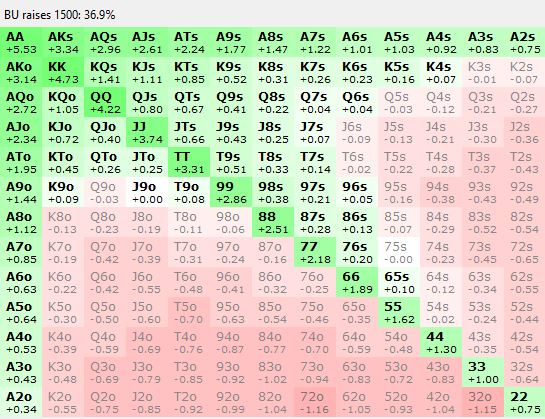 BU raises 1500: 36.9%
AA AKs AQs AJs ATs A9s A8s A7s A6s A5s A4s A3s A2s
+5.53 +3.34 +2.96 +2.61 +2.24 +1.77 +1.47 +1.22 +1.01 +1.03 +0.92 +0.83 +0.75
AKo KK KQs KJs KTs K9s K8s K7s K6s K5s K4s K3s K2s
+3.14 +4.73 +1.41 +1.11 +0.85 +0.52 +0.31 +0.26 +0.23 +0.16 +0.07 -0.01 -0.07
AQo KQo QQ QJs QTs Q9s Q8s Q7s Q6s Q5s Q4s Q3s Q2s
+2.72 +1.05 +4.22 +0.80 +0.67 +0.41 +0.22 +0.04 +0.04 -0.03 -0.12 -0.21 -0.27
AJo KJo QJo JJ JTs J9s J8s J7s J6s J5s J4s J3s J2s
+2.34 +0.72 +0.40 +3.74 +0.66 +0.43 +0.25 +0.07 -0.09 -0.13 -0.21 -0.30 -0.36
ATo KTo QTo JTo TT T9s T8s T7s T6s T5s T4s T3s T2s
+1.95 +0.45 +0.26 +0.25 +3.31 +0.51 +0.33 +0.14 -0.02 -0.22 -0.28 -0.37 -0.43
A9o K9o Q9o J9o T9o 99 98s 97s 96s 95s 94s 93s 92s
+1.44 +0.09 -0.03 +0.00 +0.08 +2.86 +0.38 +0.21 +0.05 -0.16 -0.38 -0.43 -0.49
A8o K8o Q8o J8o T8o 98o 88 87s 86s 85s 84s 83s 82s
+1.12 -0.13 -0.23 -0.19 -0.11 -0.06 +2.51 +0.35 +0.13 -0.07 -0.29 -0.52 -0.54
A7o K7o Q7o J7o T7o 97o 87o 77 76s 75s 74s 73s 72s
+0.85 -0.19 -0.42 -0.39 -0.31 -0.24 -0.16 +2.18 +0.20 -0.00 -0.23 -0.45 -0.65
A6o K6o Q6o J6o T6o 96o 86o 76o 66 65s 64s 63s 62s
+0.63 -0.22 -0.42 -0.55 -0.48 -0.41 -0.32 -0.25 +1.89 +0.10 -0.12 -0.34 -0.55
A5o K5o Q5o J5o T5o 95o 85o 75o 65o 55 54s 53s 52s
+0.64 -0.30 -0.50 -0.60 -0.70 -0.63 -0.54 -0.46 -0.35 +1.62 -0.02 -0.24 -0.44
A4o K4o Q4o J4o T4o 94o 84o 74o 64o 54o 44 43s 42s
+0.53 -0.39 -0.59 -0.69 -0.76 -0.87 -0.77 -0.70 -0.59 -0.48 +1.30 -0.35 -0.54
A3o K3o Q3o J3o T3o 93o 83o 73o 63o 53o 43o 33 32s
+0.43 -0.48 -0.69 -0.79 -0.85 -0.92 -1.02 -0.94 -0.83 -0.72 -0.83 +1.00 -0.64
A2o K2o Q2o J2o T2o 92o 82o 72o 62o 52o 42o 32o 22
+0.34 -0.55 -0.75 -0.85 -0.92 -0.99 -1.04 -1.16 -1.05 -0.93 -1.04 -1.15 +0.75